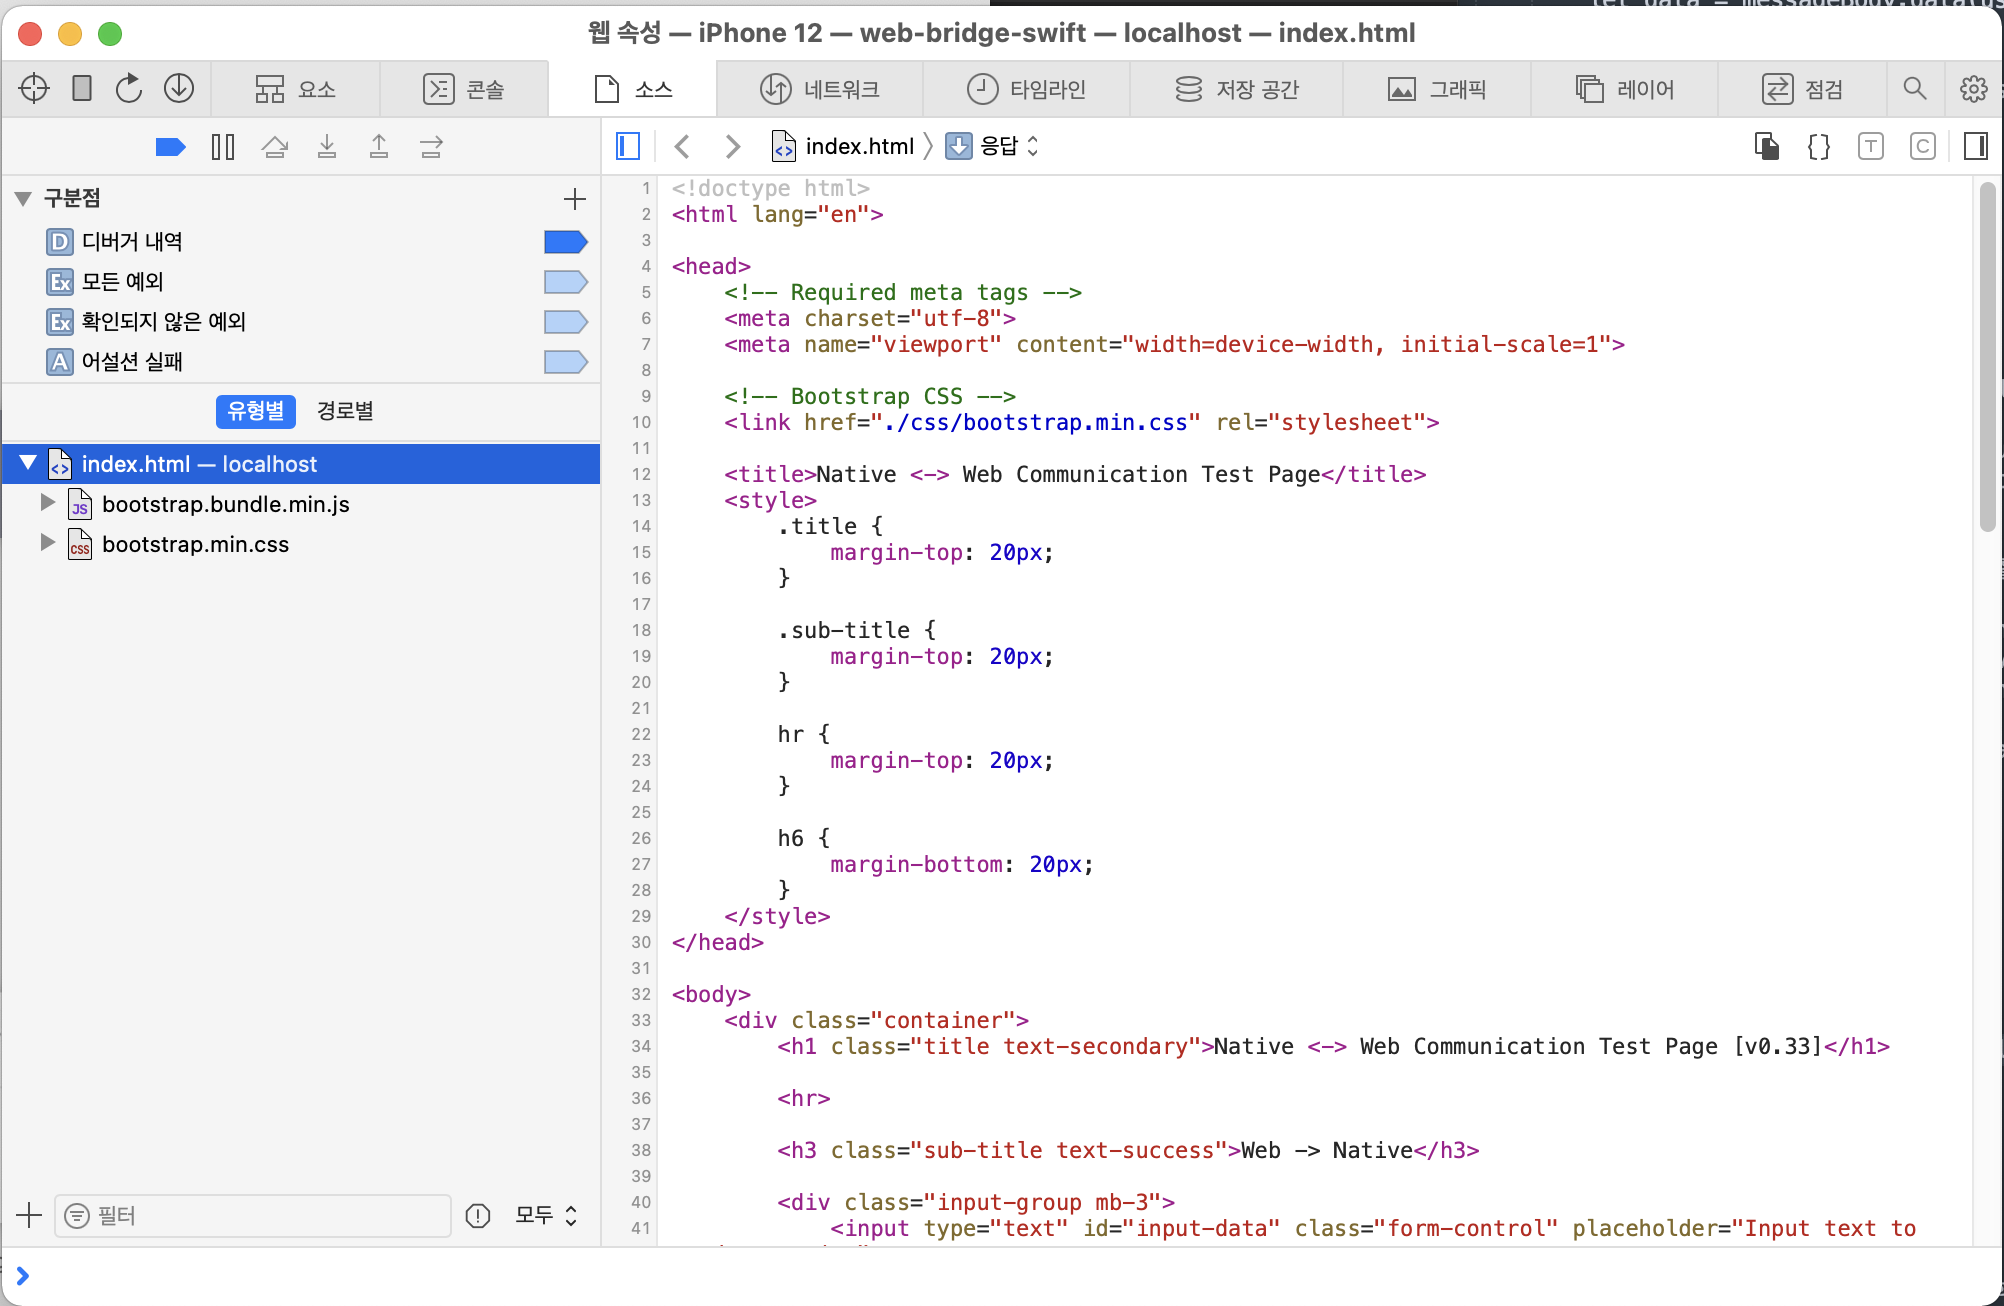 웹 속성 — iPhone 12 — web-bridge-swift — localhost — index.html
요소 콘솔 소스 네트워크 타임라인 저장 공간 그래픽 레이어 점검
index.html 응답 {} T C
구분점
D 디버거 내역
Ex 모든 예외
Ex 확인되지 않은 예외
A 어설션 실패
유형별 경로별
index.html — localhost
JS bootstrap.bundle.min.js
CSS bootstrap.min.css
필터 모두
1 <!doctype html>
2 <html lang="en">
3
4 <head>
5 <!-- Required meta tags -->
6 <meta charset="utf-8">
7 <meta name="viewport" content="width=device-width, initial-scale=1">
8
9 <!-- Bootstrap CSS -->
10 <link href="./css/bootstrap.min.css" rel="stylesheet">
11
12 <title>Native <-> Web Communication Test Page</title>
13 <style>
14 .title {
15 margin-top: 20px;
16 }
17
18 .sub-title {
19 margin-top: 20px;
20 }
21
22 hr {
23 margin-top: 20px;
24 }
25
26 h6 {
27 margin-bottom: 20px;
28 }
29 </style>
30 </head>
31
32 <body>
33 <div class="container">
34 <h1 class="title text-secondary">Native <-> Web Communication Test Page [v0.33]</h1>
35
36 <hr>
37
38 <h3 class="sub-title text-success">Web -> Native</h3>
39
40 <div class="input-group mb-3">
41 <input type="text" id="input-data" class="form-control" placeholder="Input text to